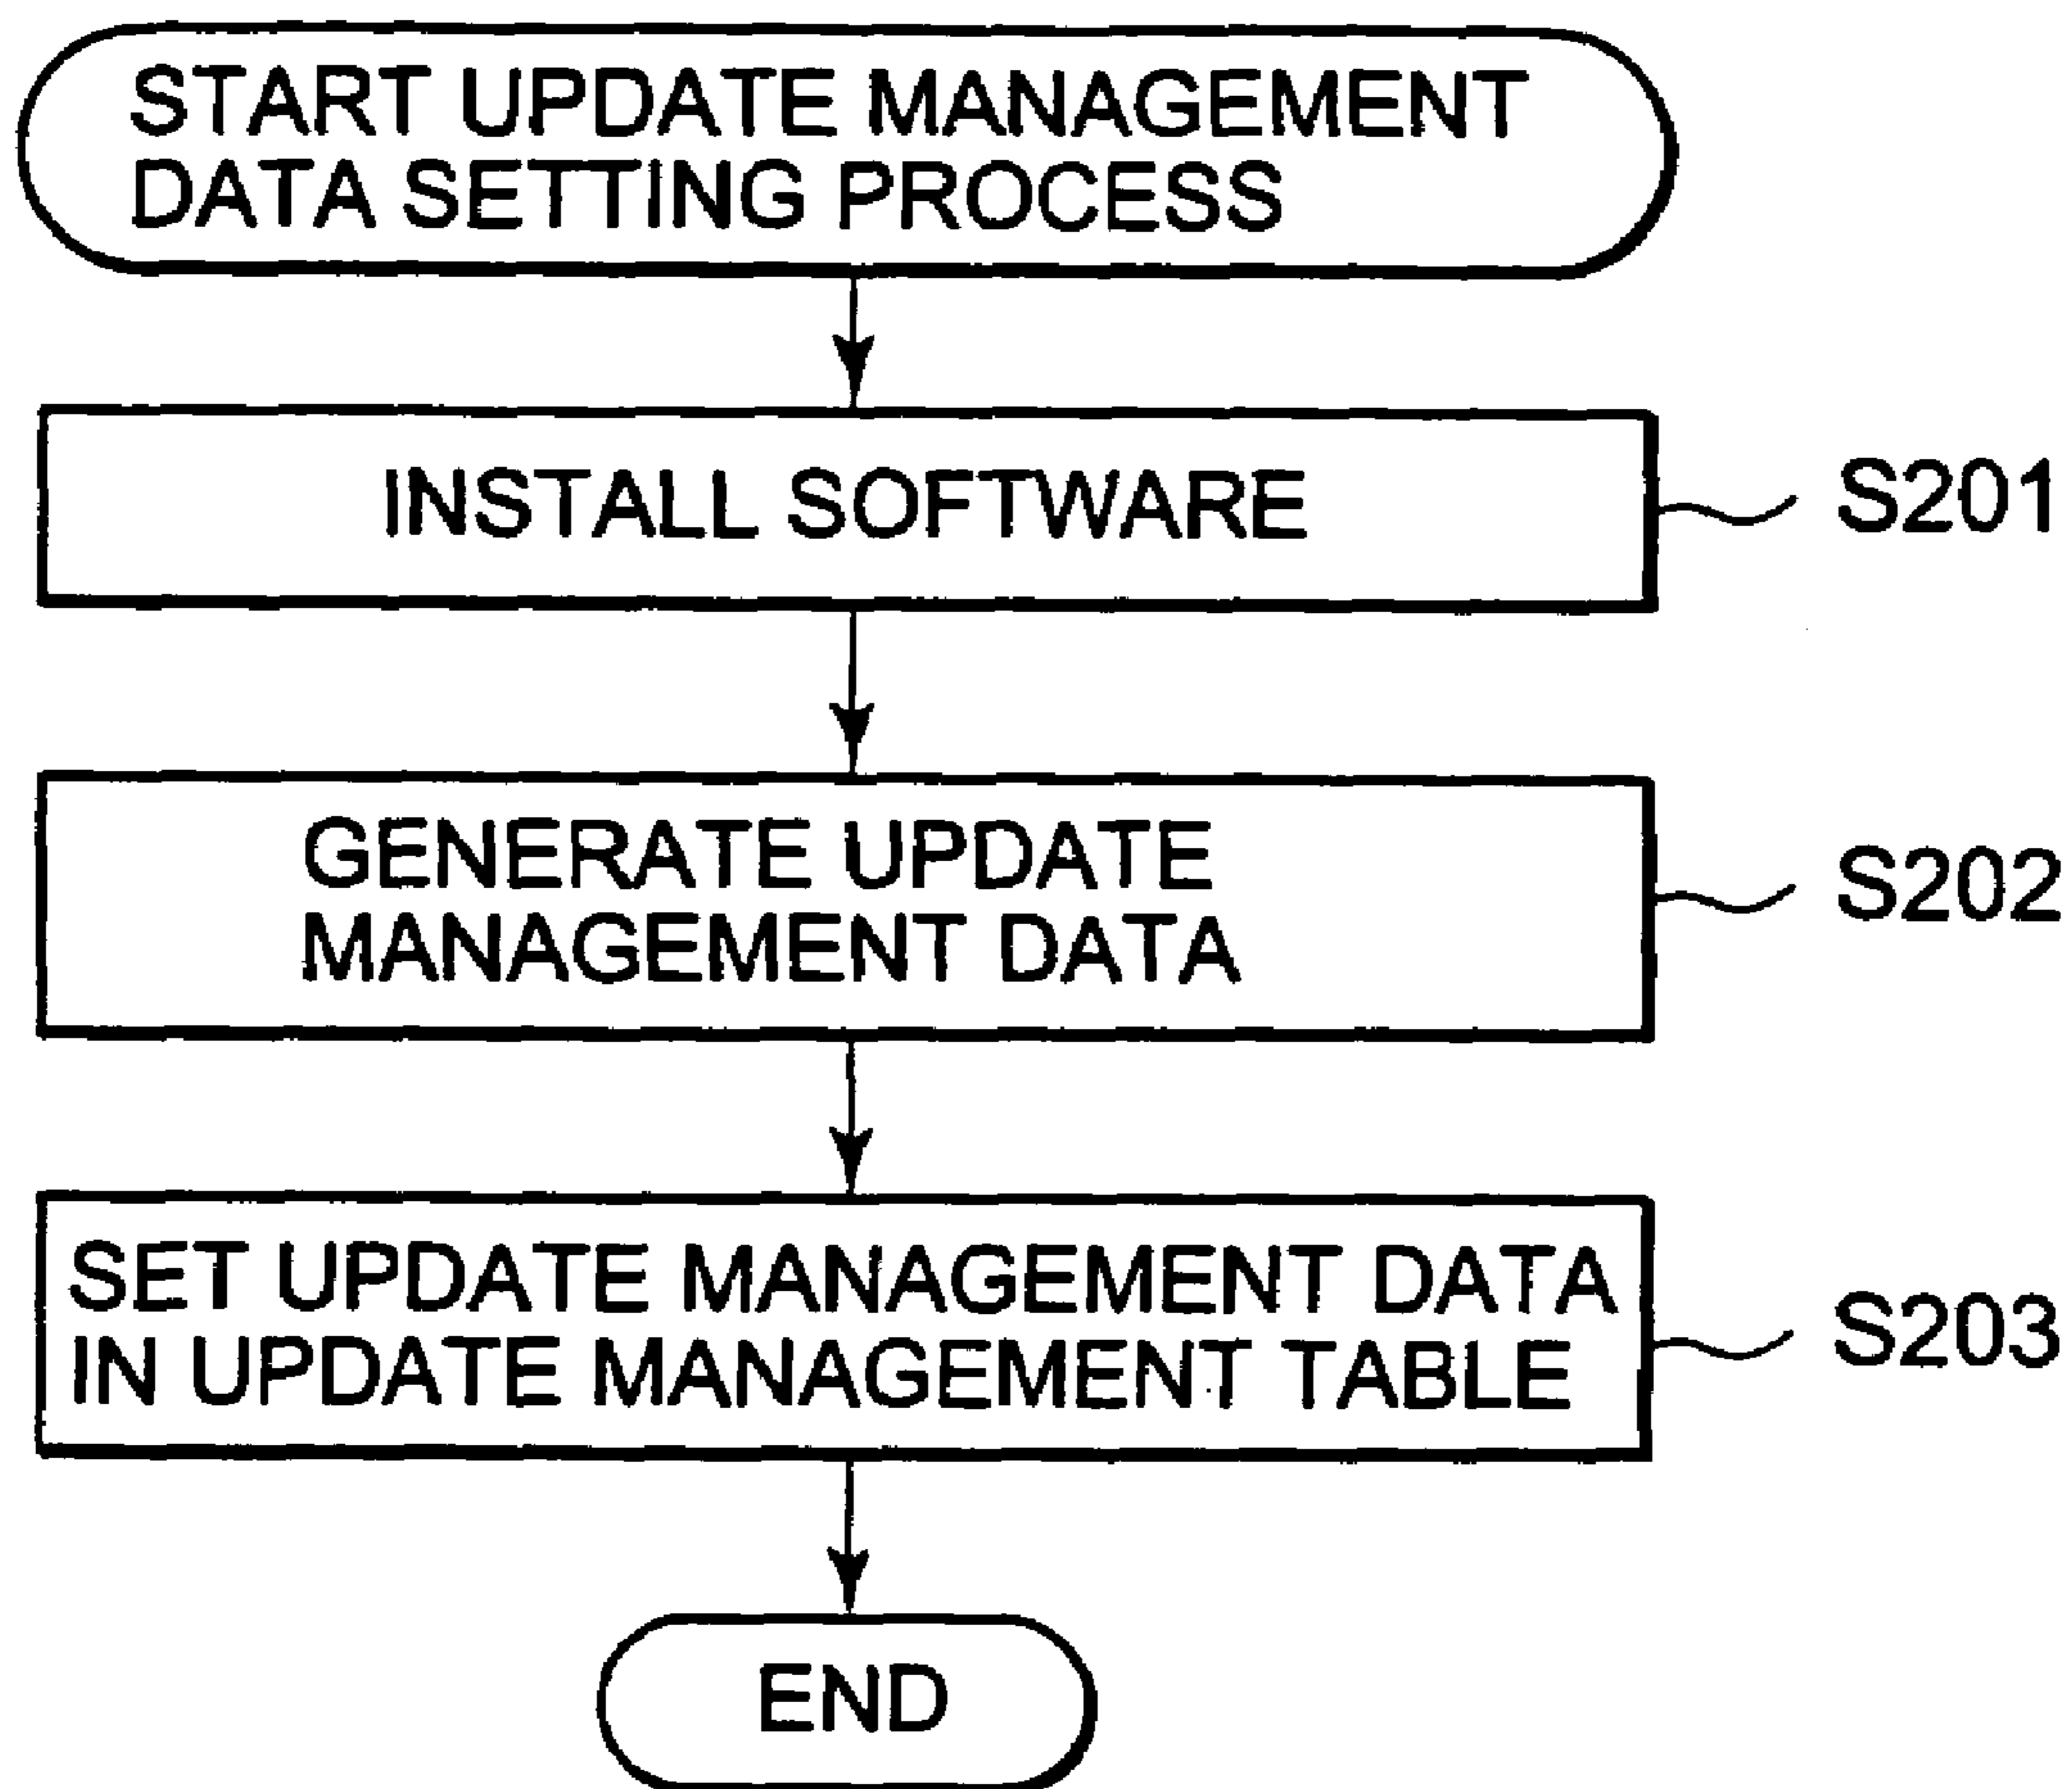 START UPDATE MANAGEMENT
DATA SETTING PROCESS
INSTALL SOFTWARE
S201
GENERATE UPDATE
MANAGEMENT DATA
S202
SET UPDATE MANAGEMENT DATA
IN UPDATE MANAGEMENT TABLE
S203
END